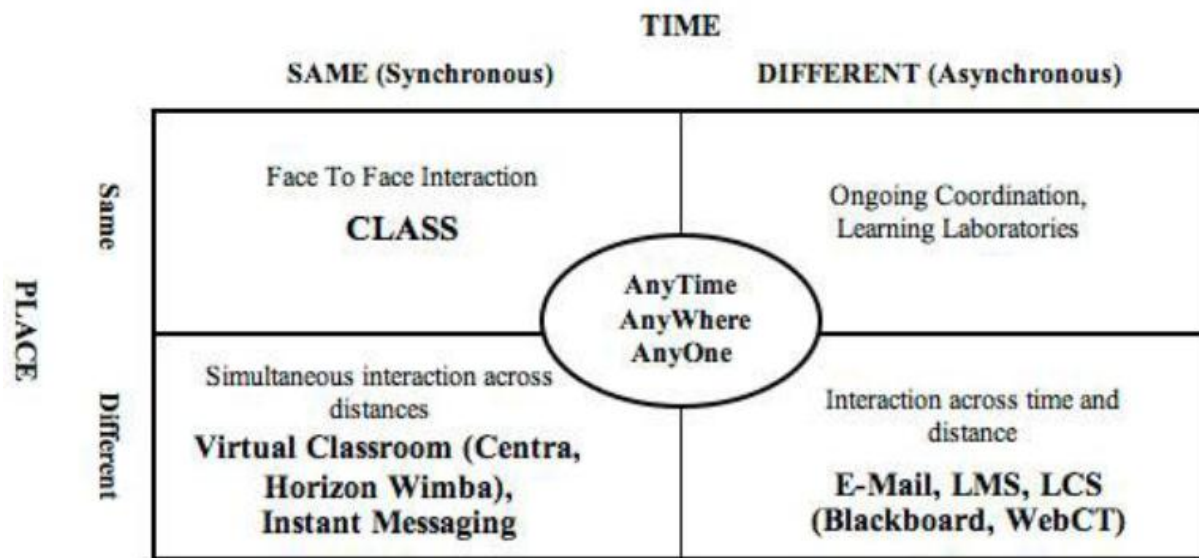 TIME
SAME (Synchronous)
DIFFERENT (Asynchronous)
PLACE
Same
Face To Face Interaction
CLASS
Ongoing Coordination,
Learning Laboratories
AnyTime
AnyWhere
AnyOne
Different
Simultaneous interaction across
distances
Virtual Classroom (Centra,
Horizon Wimba),
Instant Messaging
Interaction across time and
distance
E-Mail, LMS, LCS
(Blackboard, WebCT)